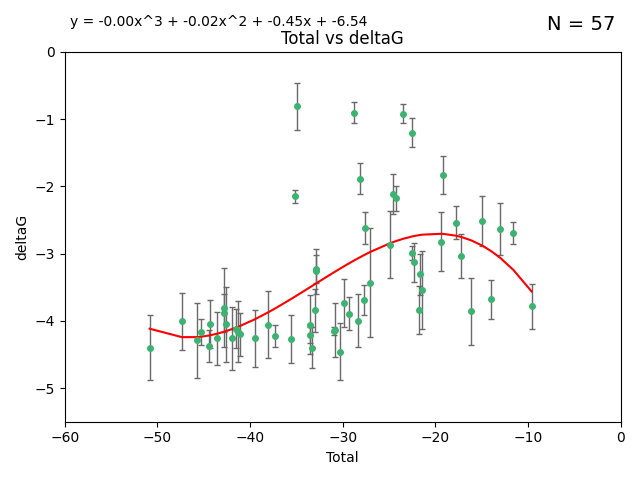 y = -0.00x^3 + -0.02x^2 + -0.45x + -6.54
N = 57
Total vs deltaG
0
−1
−2
−3
−4
−5
deltaG
−60 −50 −40 −30 −20 −10 0
Total